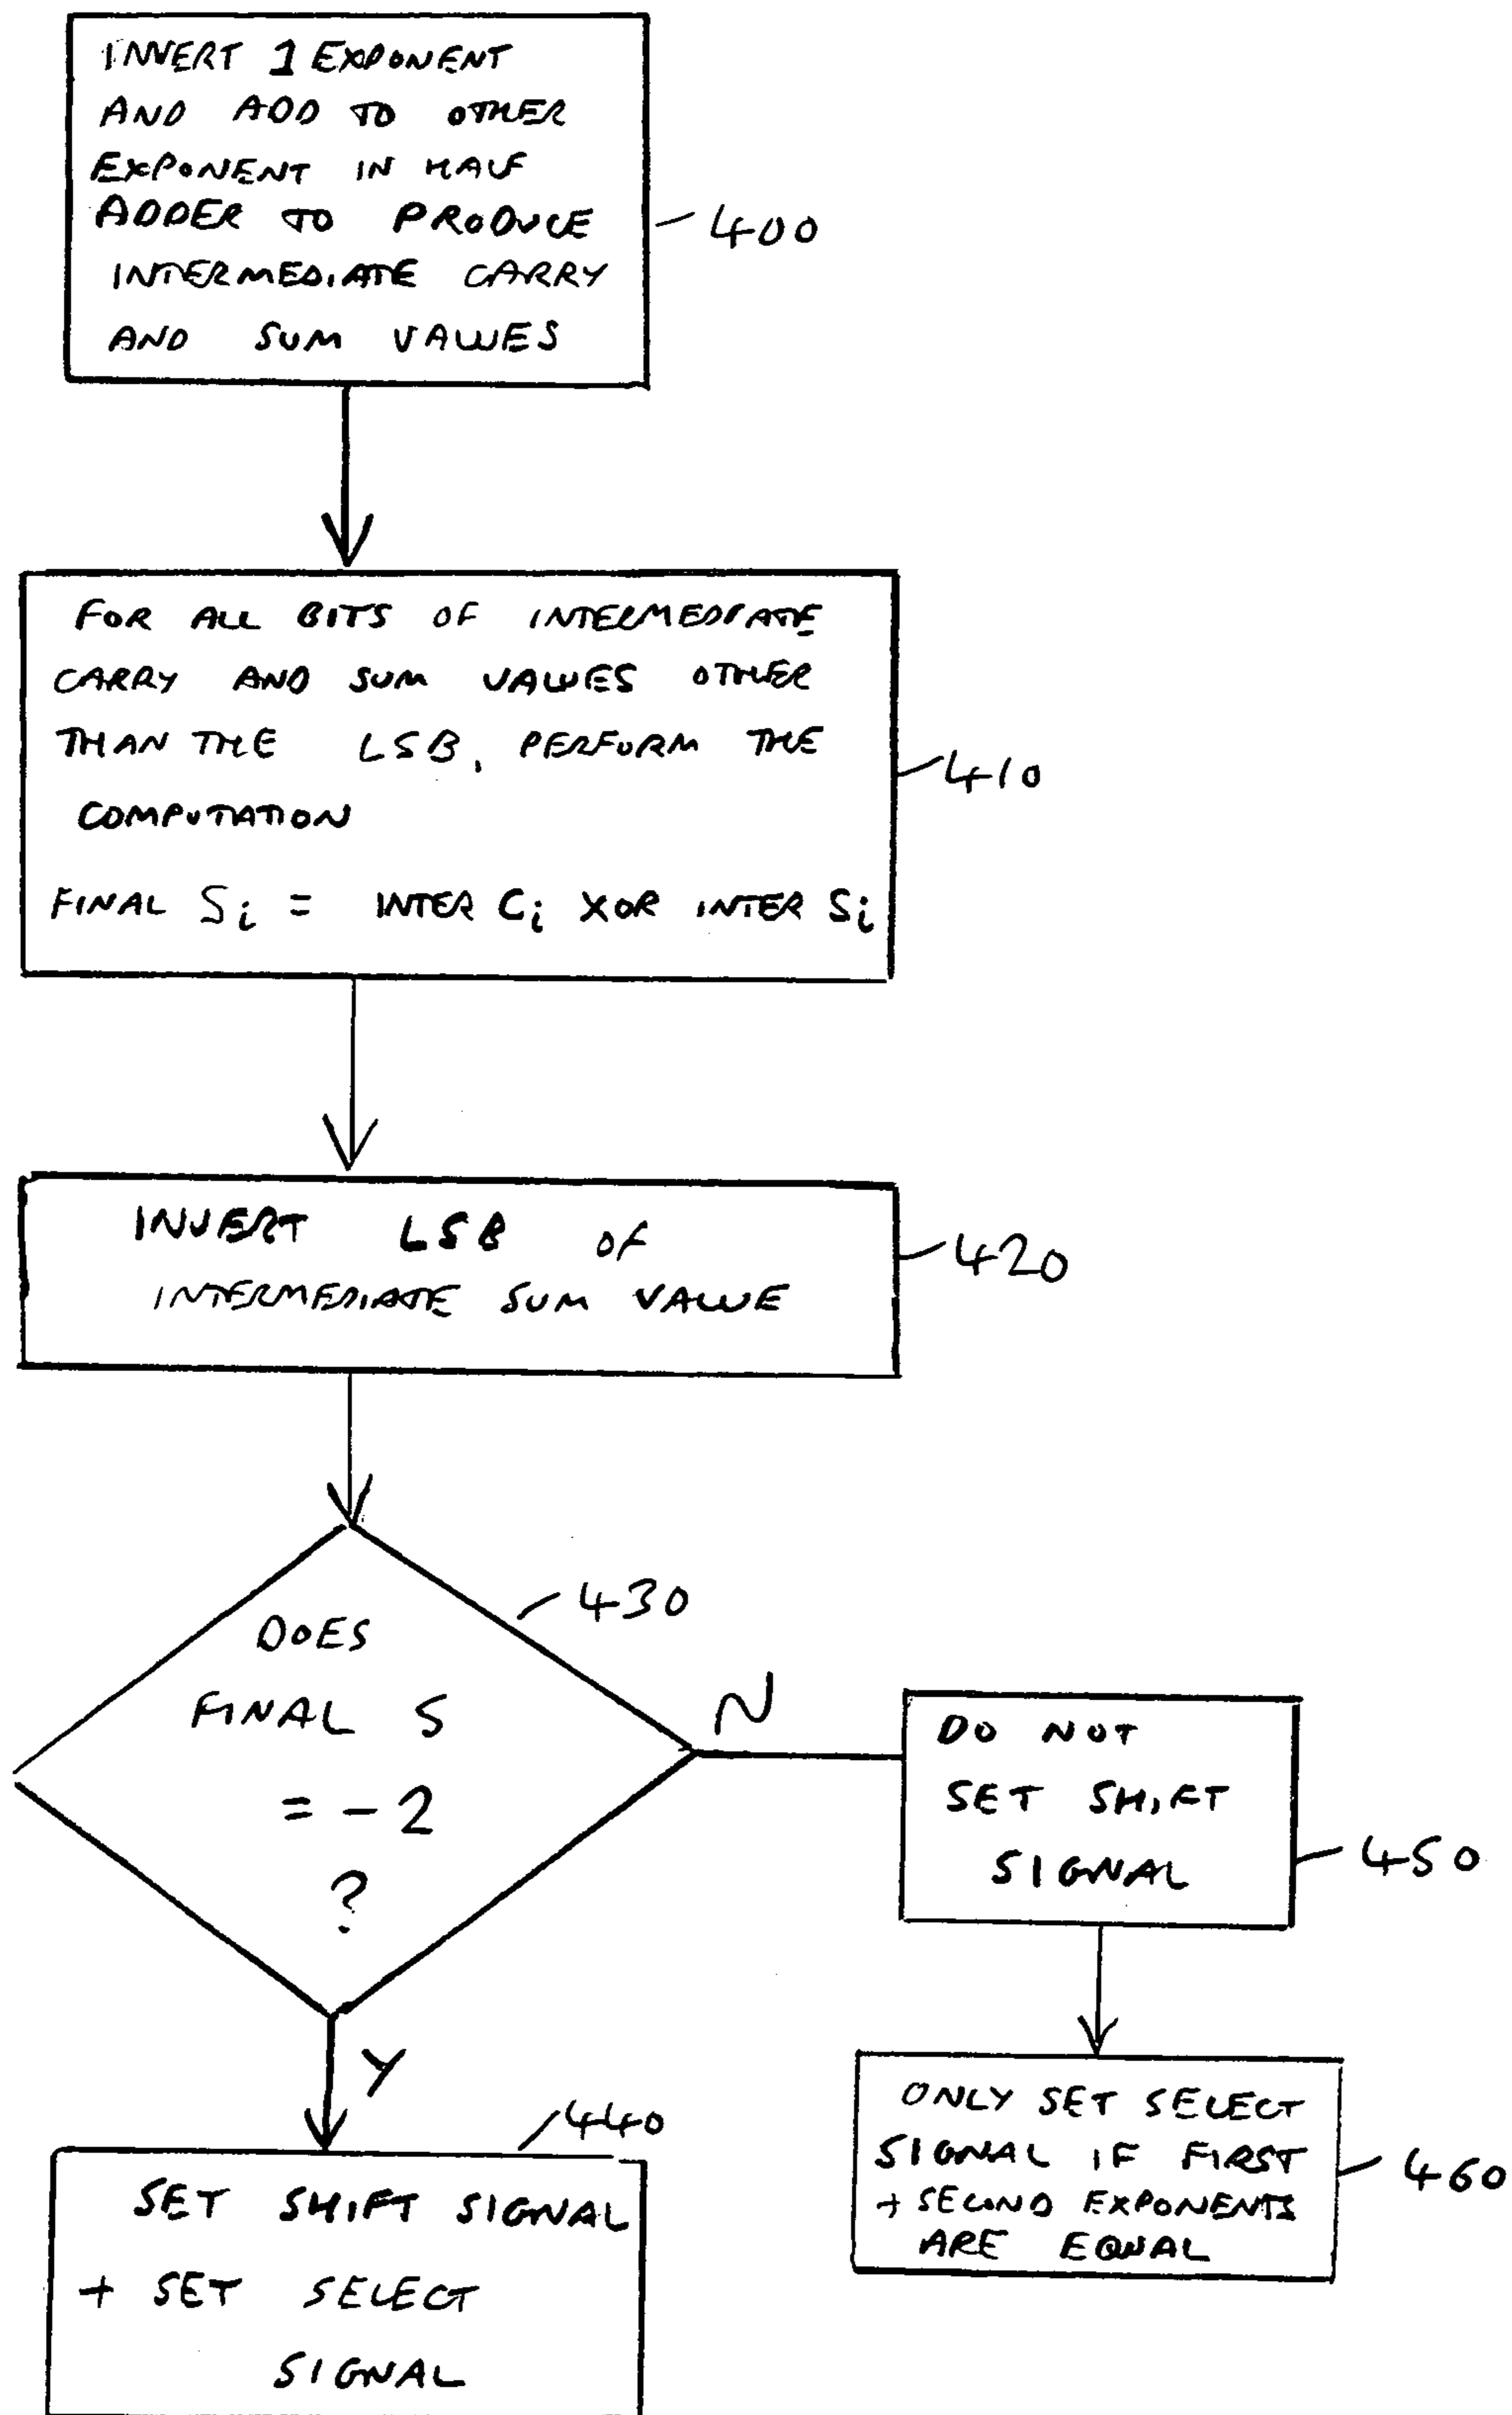 INVERT 1 EXPONENT
AND ADD TO OTHER
EXPONENT IN HALF
ADDER TO PRODUCE
INTERMEDIATE CARRY
AND SUM VALUES
400
FOR ALL BITS OF INTERMEDIATE
CARRY AND SUM VALUES OTHER
THAN THE LSB, PERFORM THE
COMPUTATION
FINAL Si = INTER Ci XOR INTER Si
410
INVERT LSB OF
INTERMEDIATE SUM VALUE
420
DOES
FINAL S
= -2
?
430
N
DO NOT
SET SHIFT
SIGNAL
450
Y
ONLY SET SELECT
SIGNAL IF FIRST
+ SECOND EXPONENTS
ARE EQUAL
460
440
SET SHIFT SIGNAL
+ SET SELECT
SIGNAL